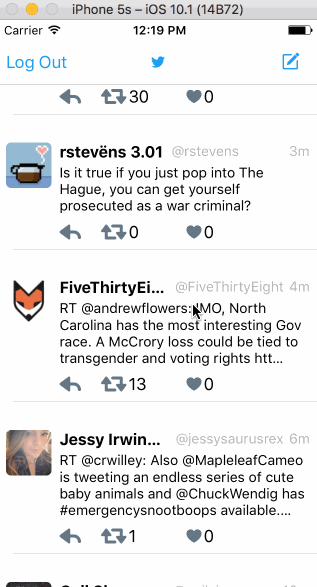 iPhone 5s – iOS 10.1 (14B72)
Carrier 12:19 PM
Log Out
30 0
rstevëns 3.01 @rstevens 3m
Is it true if you just pop into The
Hague, you can get yourself
prosecuted as a war criminal?
0 0
FiveThirtyEi... @FiveThirtyEight 4m
RT @andrewflowers: IMO, North
Carolina has the most interesting Gov
race. A McCrory loss could be tied to
transgender and voting rights htt...
13 0
Jessy Irwin... @jessysaurusrex 6m
RT @crwilley: Also @MapleleafCameo
is tweeting an endless series of cute
baby animals and @ChuckWendig has
#emergencysnootboops available....
1 0